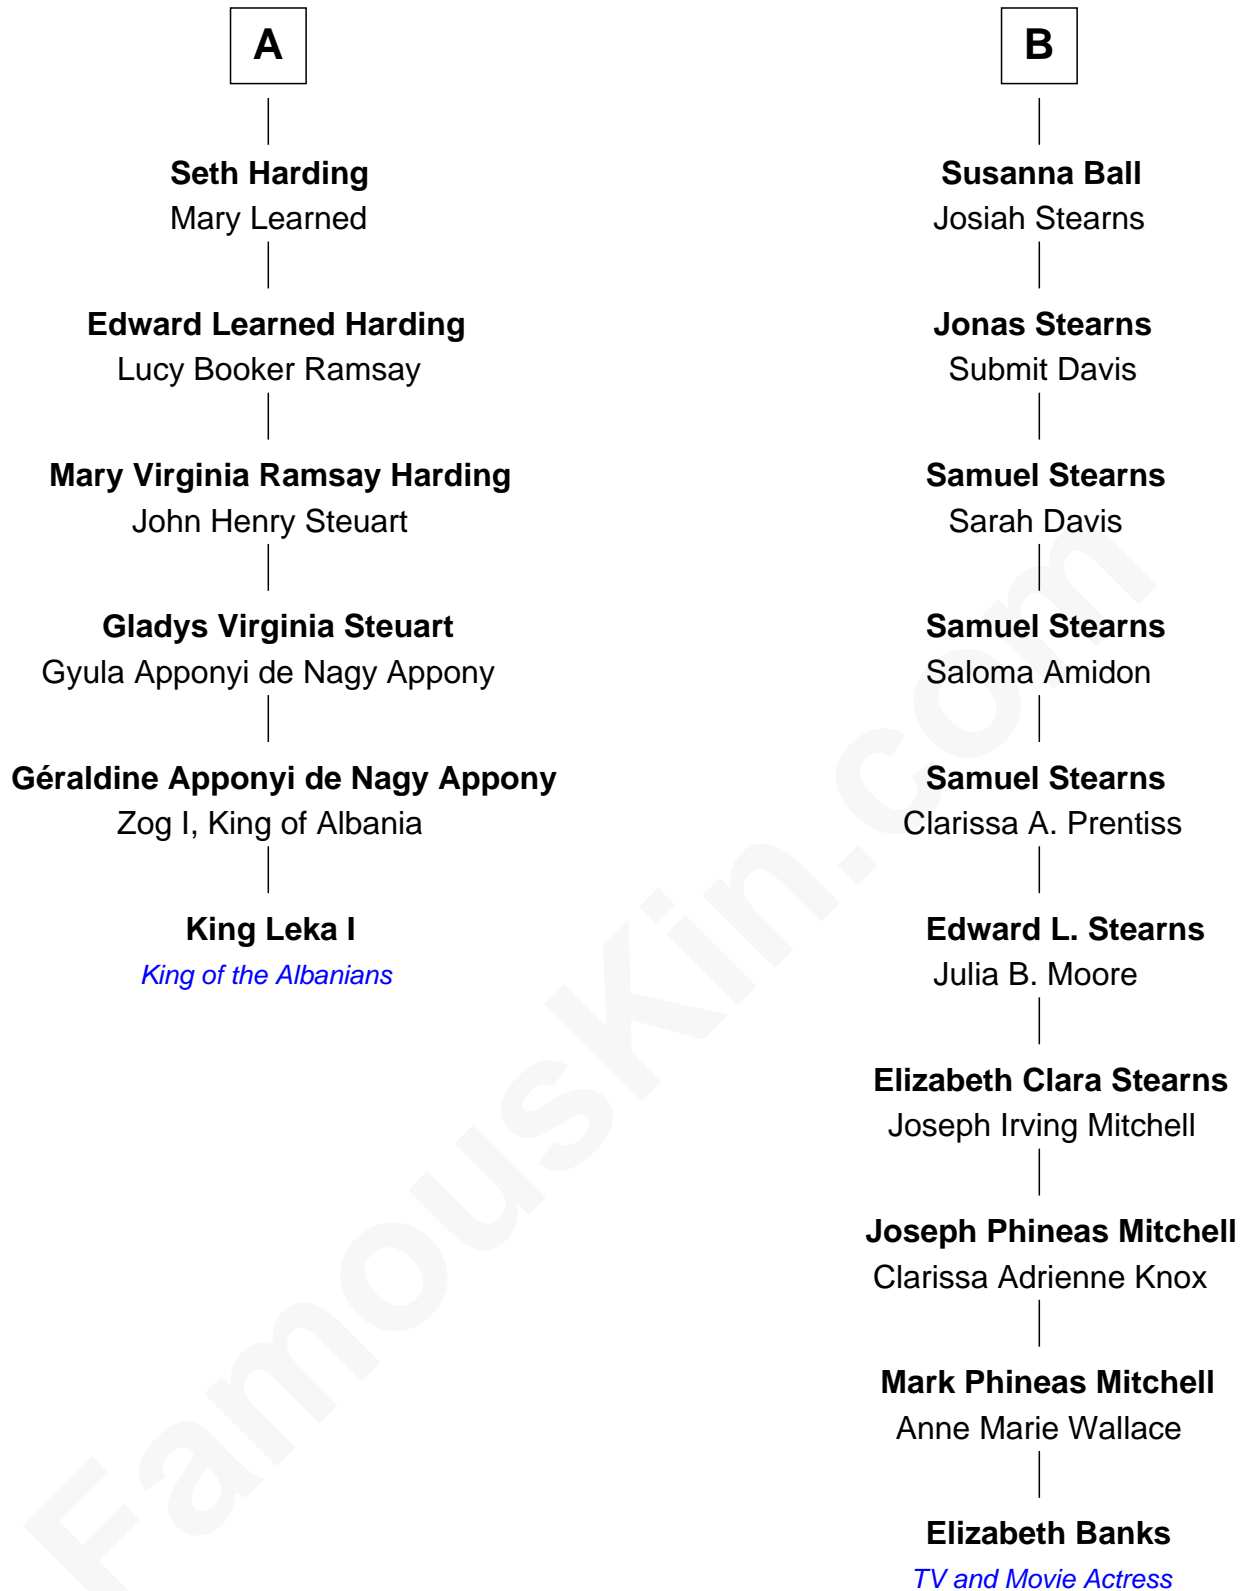 A
Seth Harding
Mary Learned
Edward Learned Harding
Lucy Booker Ramsay
Mary Virginia Ramsay Harding
John Henry Steuart
Gladys Virginia Steuart
Gyula Apponyi de Nagy Appony
Géraldine Apponyi de Nagy Appony
Zog I, King of Albania
King Leka I
King of the Albanians
B
Susanna Ball
Josiah Stearns
Jonas Stearns
Submit Davis
Samuel Stearns
Sarah Davis
Samuel Stearns
Saloma Amidon
Samuel Stearns
Clarissa A. Prentiss
Edward L. Stearns
Julia B. Moore
Elizabeth Clara Stearns
Joseph Irving Mitchell
Joseph Phineas Mitchell
Clarissa Adrienne Knox
Mark Phineas Mitchell
Anne Marie Wallace
Elizabeth Banks
TV and Movie Actress
FamousKin.com